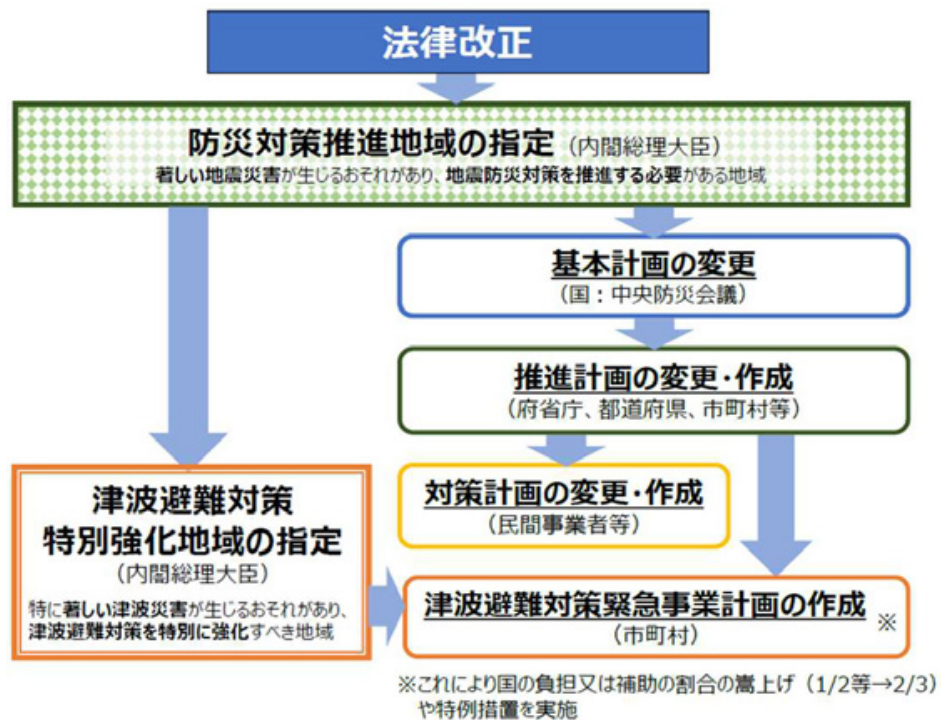 法律改正
防災対策推進地域の指定（内閣総理大臣）
著しい地震災害が生じるおそれがあり、地震防災対策を推進する必要がある地域
基本計画の変更
（国：中央防災会議）
推進計画の変更・作成
（府省庁、都道府県、市町村等）
対策計画の変更・作成
（民間事業者等）
津波避難対策
特別強化地域の指定
（内閣総理大臣）
特に著しい津波災害が生じるおそれがあり、
津波避難対策を特別に強化すべき地域
津波避難対策緊急事業計画の作成 ※
（市町村）
※これにより国の負担又は補助の割合の嵩上げ（1/2等→2/3）
や特例措置を実施